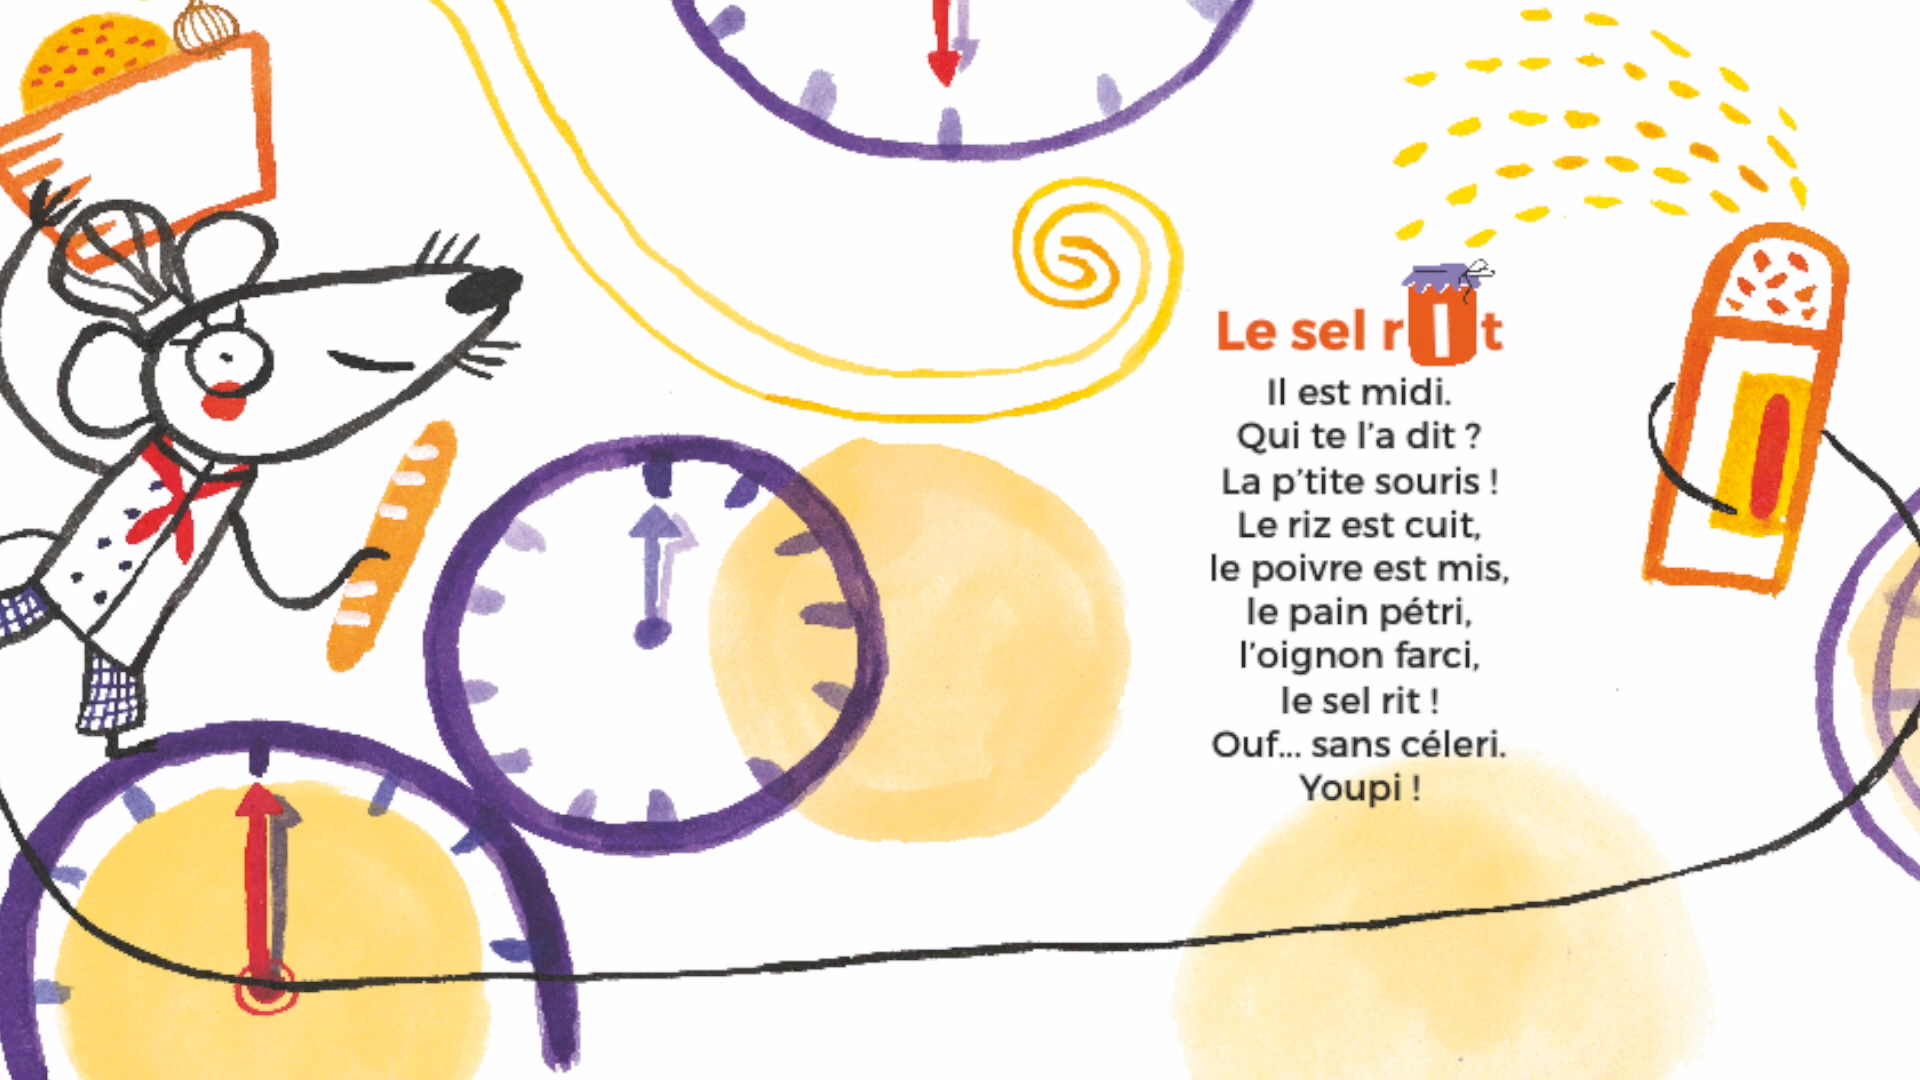 Le sel rit
Il est midi.
Qui te l’a dit ?
La p’tite souris !
Le riz est cuit,
le poivre est mis,
le pain pétri,
l’oignon farci,
le sel rit !
Ouf... sans céleri.
Youpi !